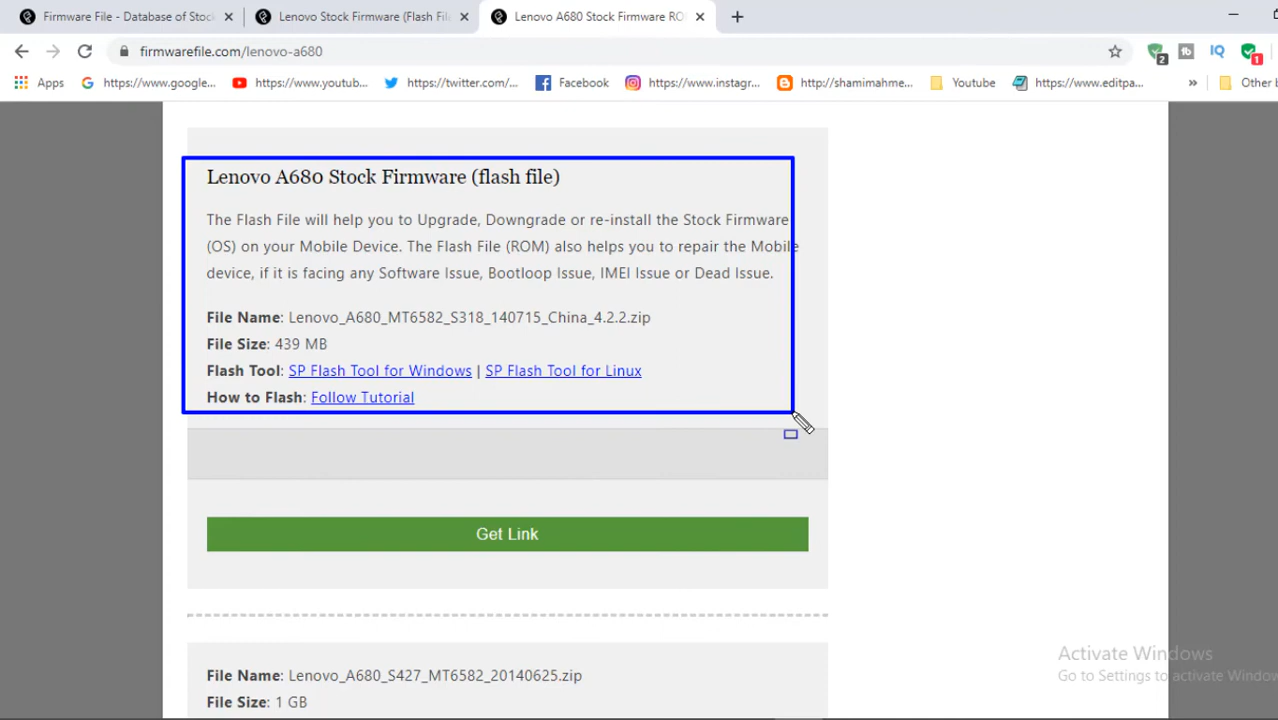 Firmware File - Database of Stoc
Lenovo Stock Firmware (Flash Fil
Lenovo A680 Stock Firmware RO
firmwarefile.com/lenovo-a680
2
1
Apps
https://www.google...
https://www.youtub...
https://twitter.com/...
Facebook
https://www.instagr...
http://shamimahme...
Youtube
https://www.editpa...
»
Other b
Lenovo A680 Stock Firmware (flash file)
The Flash File will help you to Upgrade, Downgrade or re-install the Stock Firmware
(OS) on your Mobile Device. The Flash File (ROM) also helps you to repair the Mobile
device, if it is facing any Software Issue, Bootloop Issue, IMEI Issue or Dead Issue.
File Name: Lenovo_A680_MT6582_S318_140715_China_4.2.2.zip
File Size: 439 MB
Flash Tool: SP Flash Tool for Windows | SP Flash Tool for Linux
How to Flash: Follow Tutorial
Get Link
File Name: Lenovo_A680_S427_MT6582_20140625.zip
File Size: 1 GB
Activate Windows
Go to Settings to activate Window